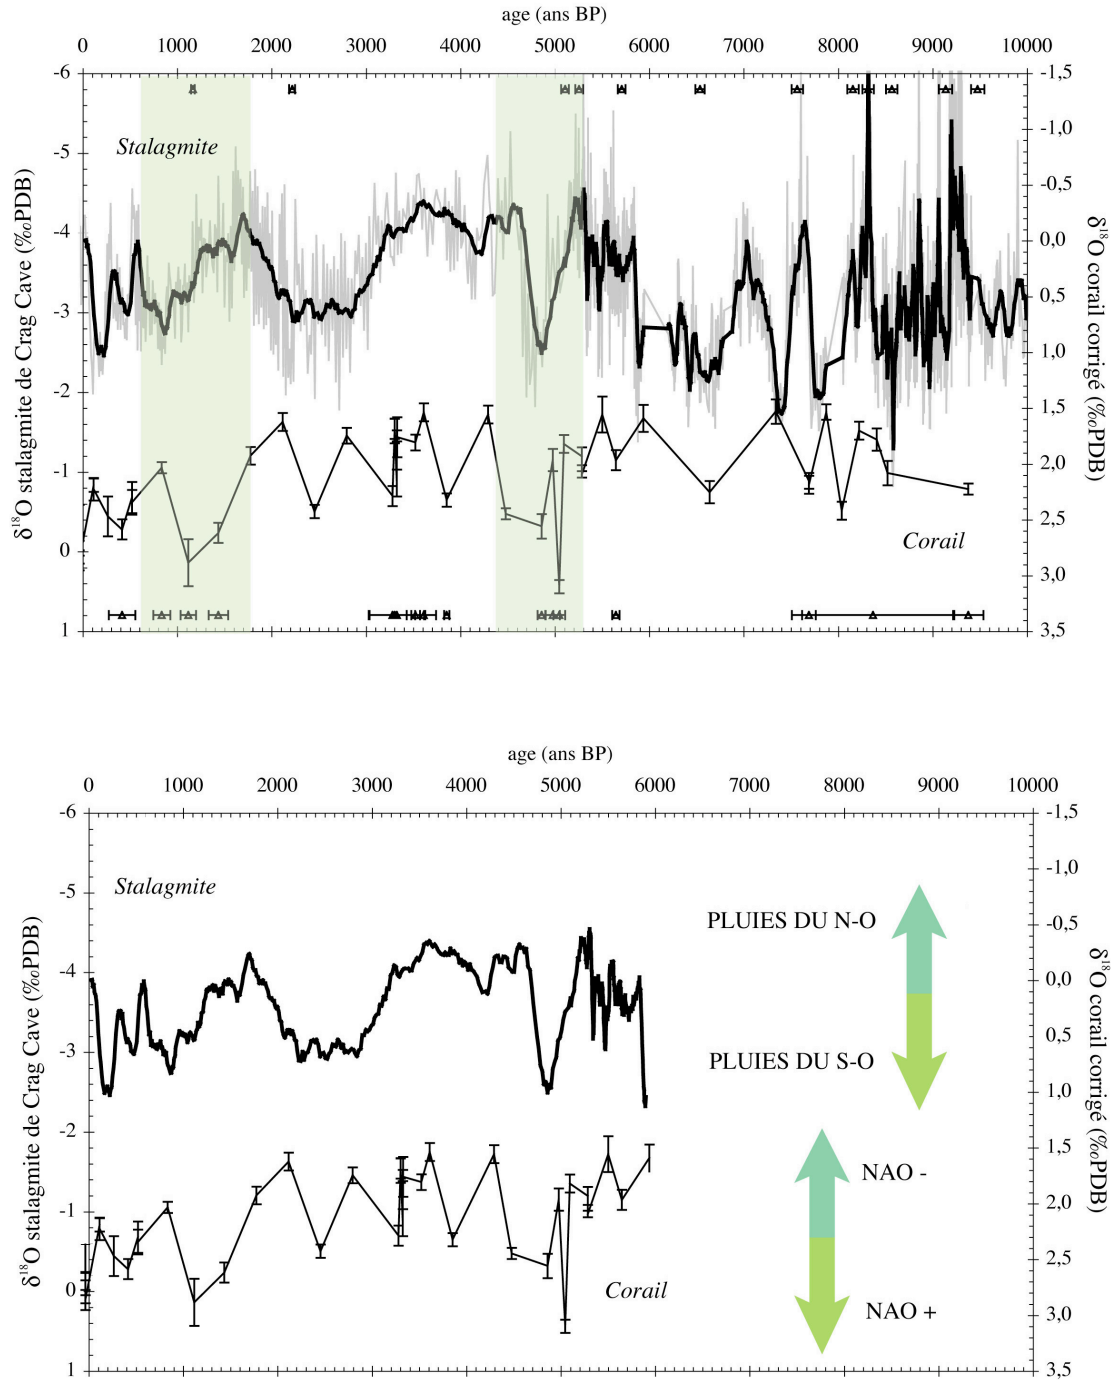 age (ans BP)
0 1000 2000 3000 4000 5000 6000 7000 8000 9000 10000
-6 -5 -4 -3 -2 -1 0 1
δ¹⁸O stalagmite de Crag Cave (‰PDB)
Stalagmite
Corail
-1,5 -1,0 -0,5 0,0 0,5 1,0 1,5 2,0 2,5 3,0 3,5
δ¹⁸O corail corrigé (‰PDB)
age (ans BP)
0 1000 2000 3000 4000 5000 6000 7000 8000 9000 10000
-6 -5 -4 -3 -2 -1 0 1
δ¹⁸O stalagmite de Crag Cave (‰PDB)
Stalagmite
PLUIES DU N-O
PLUIES DU S-O
NAO -
Corail
NAO +
-1,5 -1,0 -0,5 0,0 0,5 1,0 1,5 2,0 2,5 3,0 3,5
δ¹⁸O corail corrigé (‰PDB)